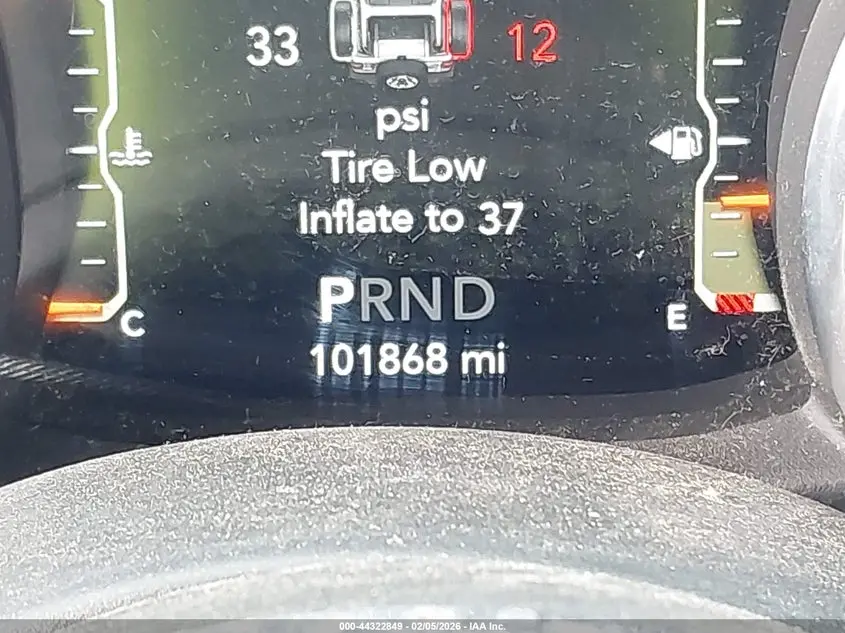 33 12
psi
Tire Low
Inflate to 37
PRND
C E
101868 mi
000-44322849 - 02/05/2026 - IAA Inc.